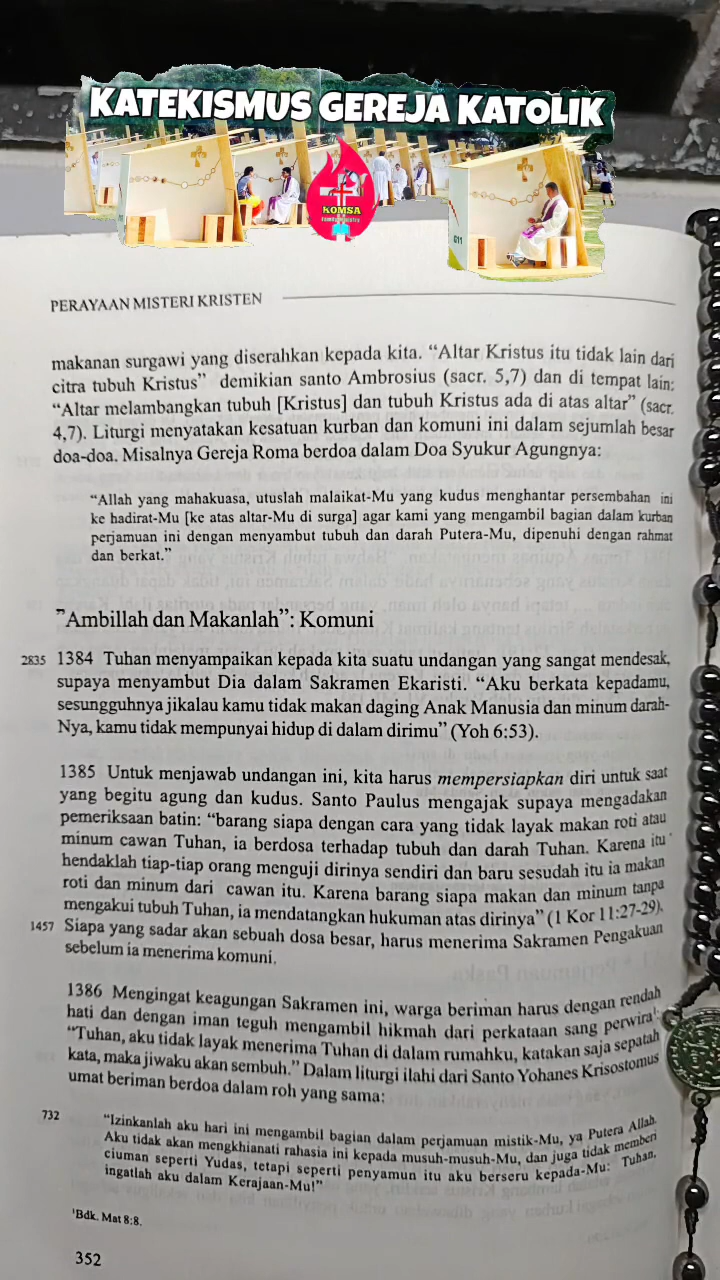 KATEKISMUS GEREJA KATOLIK
KOMSA
011
PERAYAAN MISTERI KRISTEN
makanan surgawi yang diserahkan kepada kita. “Altar Kristus itu tidak lain dari
citra tubuh Kristus” demikian santo Ambrosius (sacr. 5,7) dan di tempat lain:
“Altar melambangkan tubuh [Kristus] dan tubuh Kristus ada di atas altar” (sacr.
4,7). Liturgi menyatakan kesatuan kurban dan komuni ini dalam sejumlah besar
doa-doa. Misalnya Gereja Roma berdoa dalam Doa Syukur Agungnya:
“Allah yang mahakuasa, utuslah malaikat-Mu yang kudus menghantar persembahan ini
ke hadirat-Mu [ke atas altar-Mu di surga] agar kami yang mengambil bagian dalam kurban
perjamuan ini dengan menyambut tubuh dan darah Putera-Mu, dipenuhi dengan rahmat
dan berkat.”
”Ambillah dan Makanlah”: Komuni
2835 1384 Tuhan menyampaikan kepada kita suatu undangan yang sangat mendesak,
supaya menyambut Dia dalam Sakramen Ekaristi. “Aku berkata kepadamu,
sesungguhnya jikalau kamu tidak makan daging Anak Manusia dan minum darah-
Nya, kamu tidak mempunyai hidup di dalam dirimu” (Yoh 6:53).
1385 Untuk menjawab undangan ini, kita harus mempersiapkan diri untuk saat
yang begitu agung dan kudus. Santo Paulus mengajak supaya mengadakan
pemeriksaan batin: “barang siapa dengan cara yang tidak layak makan roti atau
minum cawan Tuhan, ia berdosa terhadap tubuh dan darah Tuhan. Karena itu
hendaklah tiap-tiap orang menguji dirinya sendiri dan baru sesudah itu ia makan
roti dan minum dari cawan itu. Karena barang siapa makan dan minum tanpa
mengakui tubuh Tuhan, ia mendatangkan hukuman atas dirinya” (1 Kor 11:27-29).
1457 Siapa yang sadar akan sebuah dosa besar, harus menerima Sakramen Pengakuan
sebelum ia menerima komuni.
1386 Mengingat keagungan Sakramen ini, warga beriman harus dengan rendah
hati dan dengan iman teguh mengambil hikmah dari perkataan sang perwira¹:
“Tuhan, aku tidak layak menerima Tuhan di dalam rumahku, katakan saja sepatah
kata, maka jiwaku akan sembuh.” Dalam liturgi ilahi dari Santo Yohanes Krisostomus
umat beriman berdoa dalam roh yang sama:
732 “Izinkanlah aku hari ini mengambil bagian dalam perjamuan mistik-Mu, ya Putera Allah.
Aku tidak akan mengkhianati rahasia ini kepada musuh-musuh-Mu, dan juga tidak memberi
ciuman seperti Yudas, tetapi seperti penyamun itu aku berseru kepada-Mu: Tuhan,
ingatlah aku dalam Kerajaan-Mu!”
¹Bdk. Mat 8:8.
352